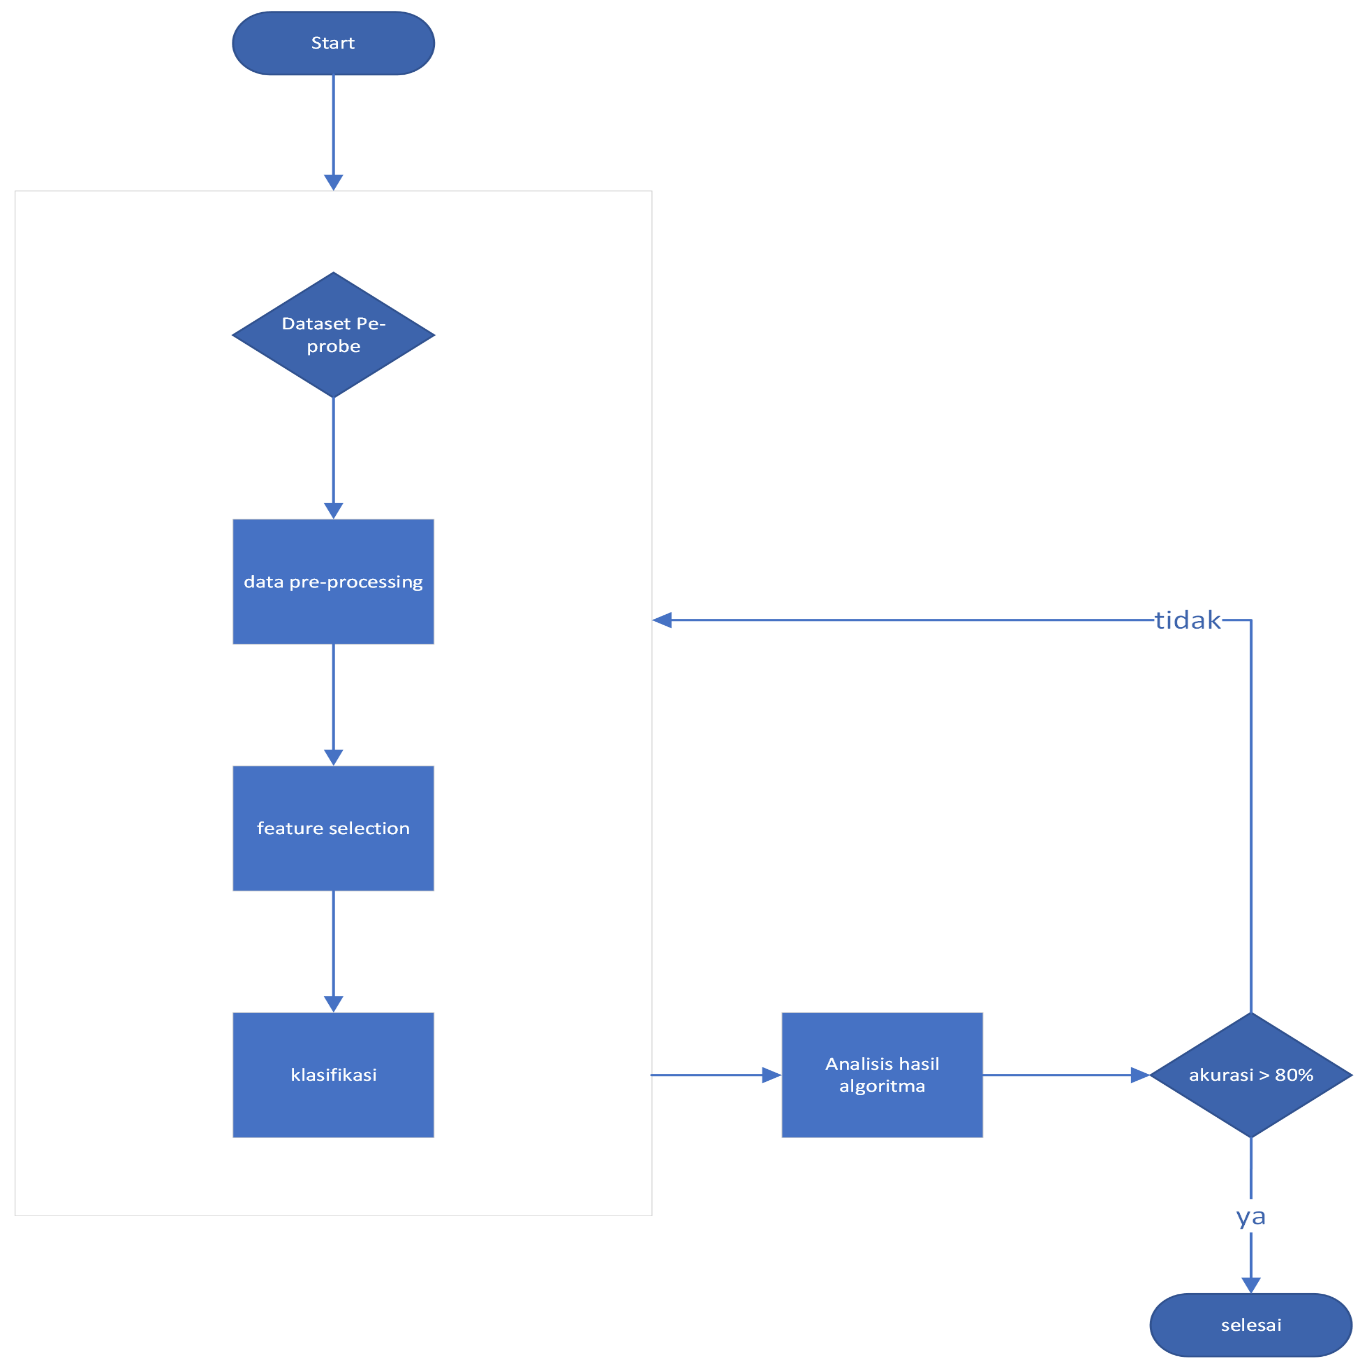 Start
Dataset Pe-
probe
data pre-processing
feature selection
klasifikasi
Analisis hasil
algoritma
akurasi > 80%
tidak
ya
selesai